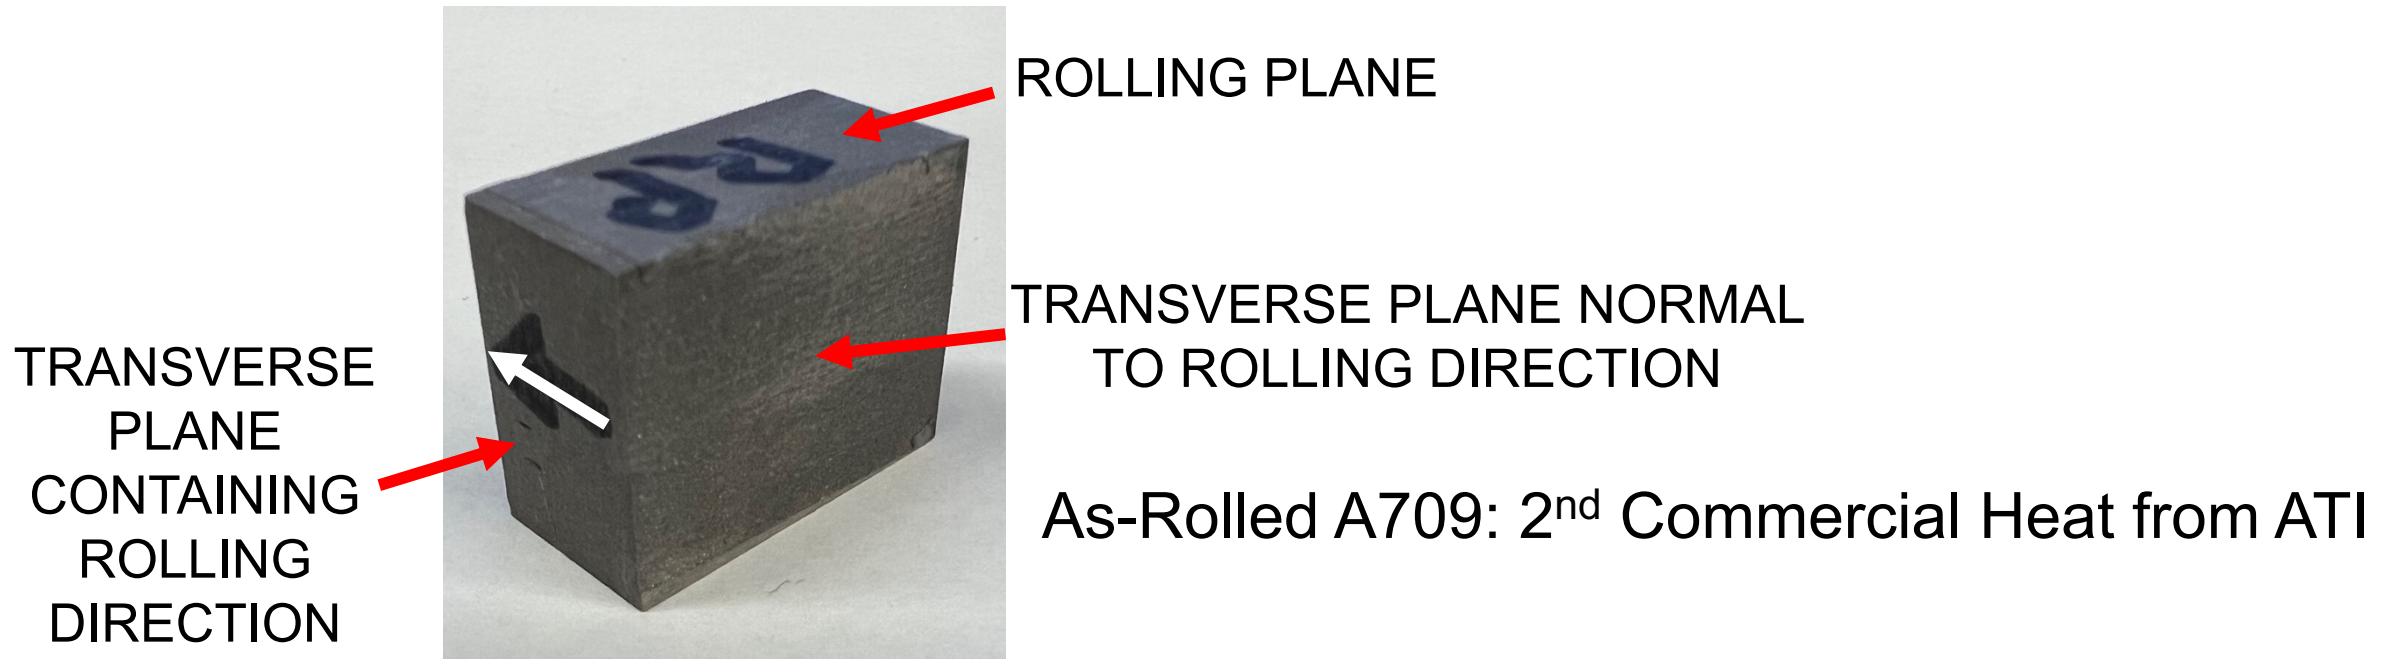 ROLLING PLANE
TRANSVERSE PLANE NORMAL
TO ROLLING DIRECTION
TRANSVERSE
PLANE
CONTAINING
ROLLING
DIRECTION
As-Rolled A709: 2nd Commercial Heat from ATI
RP